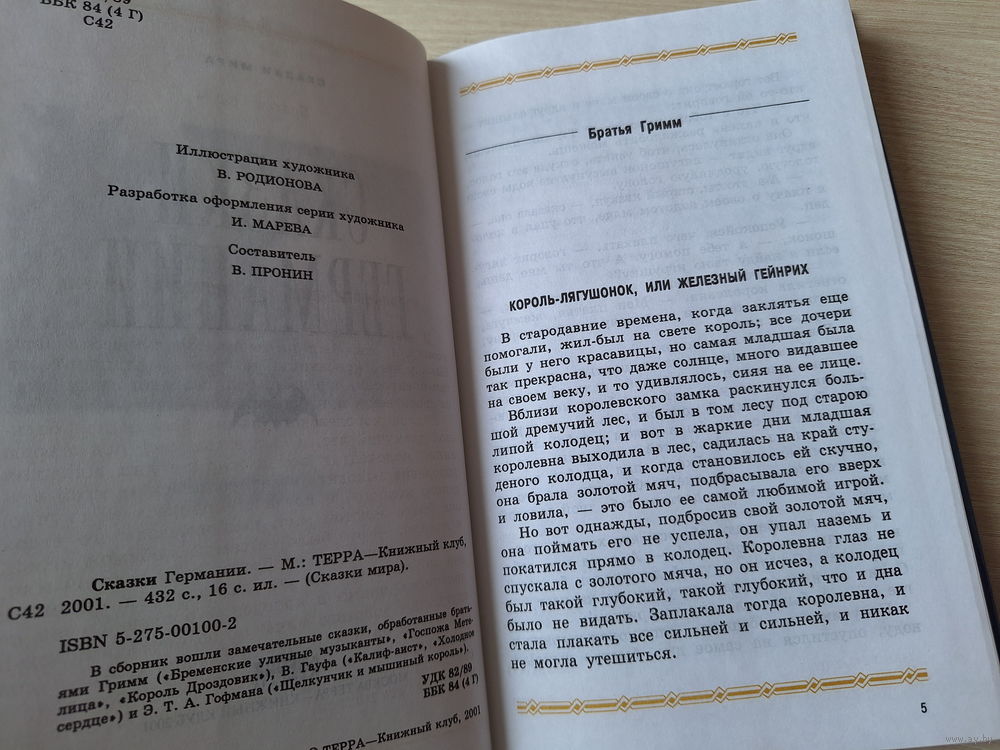 /89
ББК 84 (4 Г)
С42
Иллюстрации художника
В. РОДИОНОВА
Разработка оформления серии художника
И. МАРЕВА
Составитель
В. ПРОНИН
Сказки Германии. — М.: ТЕРРА—Книжный клуб,
С42 2001. — 432 с., 16 с. ил. — (Сказки мира).
ISBN 5-275-00100-2
В сборник вошли замечательные сказки, обработанные брать-
ями Гримм («Бременские уличные музыканты», «Госпожа Мете-
лица», «Король Дроздовик»), В. Гауфа («Калиф-аист», «Холодное
сердце») и Э. Т. А. Гофмана («Щелкунчик и мышиный король»).
УДК 82/89
ББК 84 (4 Г)
ТЕРРА—Книжный клуб, 2001
Братья Гримм
КОРОЛЬ-ЛЯГУШОНОК, ИЛИ ЖЕЛЕЗНЫЙ ГЕЙНРИХ
В стародавние времена, когда заклятья еще
помогали, жил-был на свете король; все дочери
были у него красавицы, но самая младшая была
так прекрасна, что даже солнце, много видавшее
на своем веку, и то удивлялось, сияя на ее лице.
Вблизи королевского замка раскинулся боль-
шой дремучий лес, и был в том лесу под старою
липой колодец; и вот в жаркие дни младшая
королевна выходила в лес, садилась на край сту-
деного колодца, и когда становилось ей скучно,
она брала золотой мяч, подбрасывала его вверх
и ловила, — это было ее самой любимой игрой.
Но вот однажды, подбросив свой золотой мяч,
она поймать его не успела, он упал наземь и
покатился прямо в колодец. Королевна глаз не
спускала с золотого мяча, но он исчез, а колодец
был такой глубокий, такой глубокий, что и дна
было не видать. Заплакала тогда королевна, и
стала плакать все сильней и сильней, и никак
не могла утешиться.
5
www.ay.by